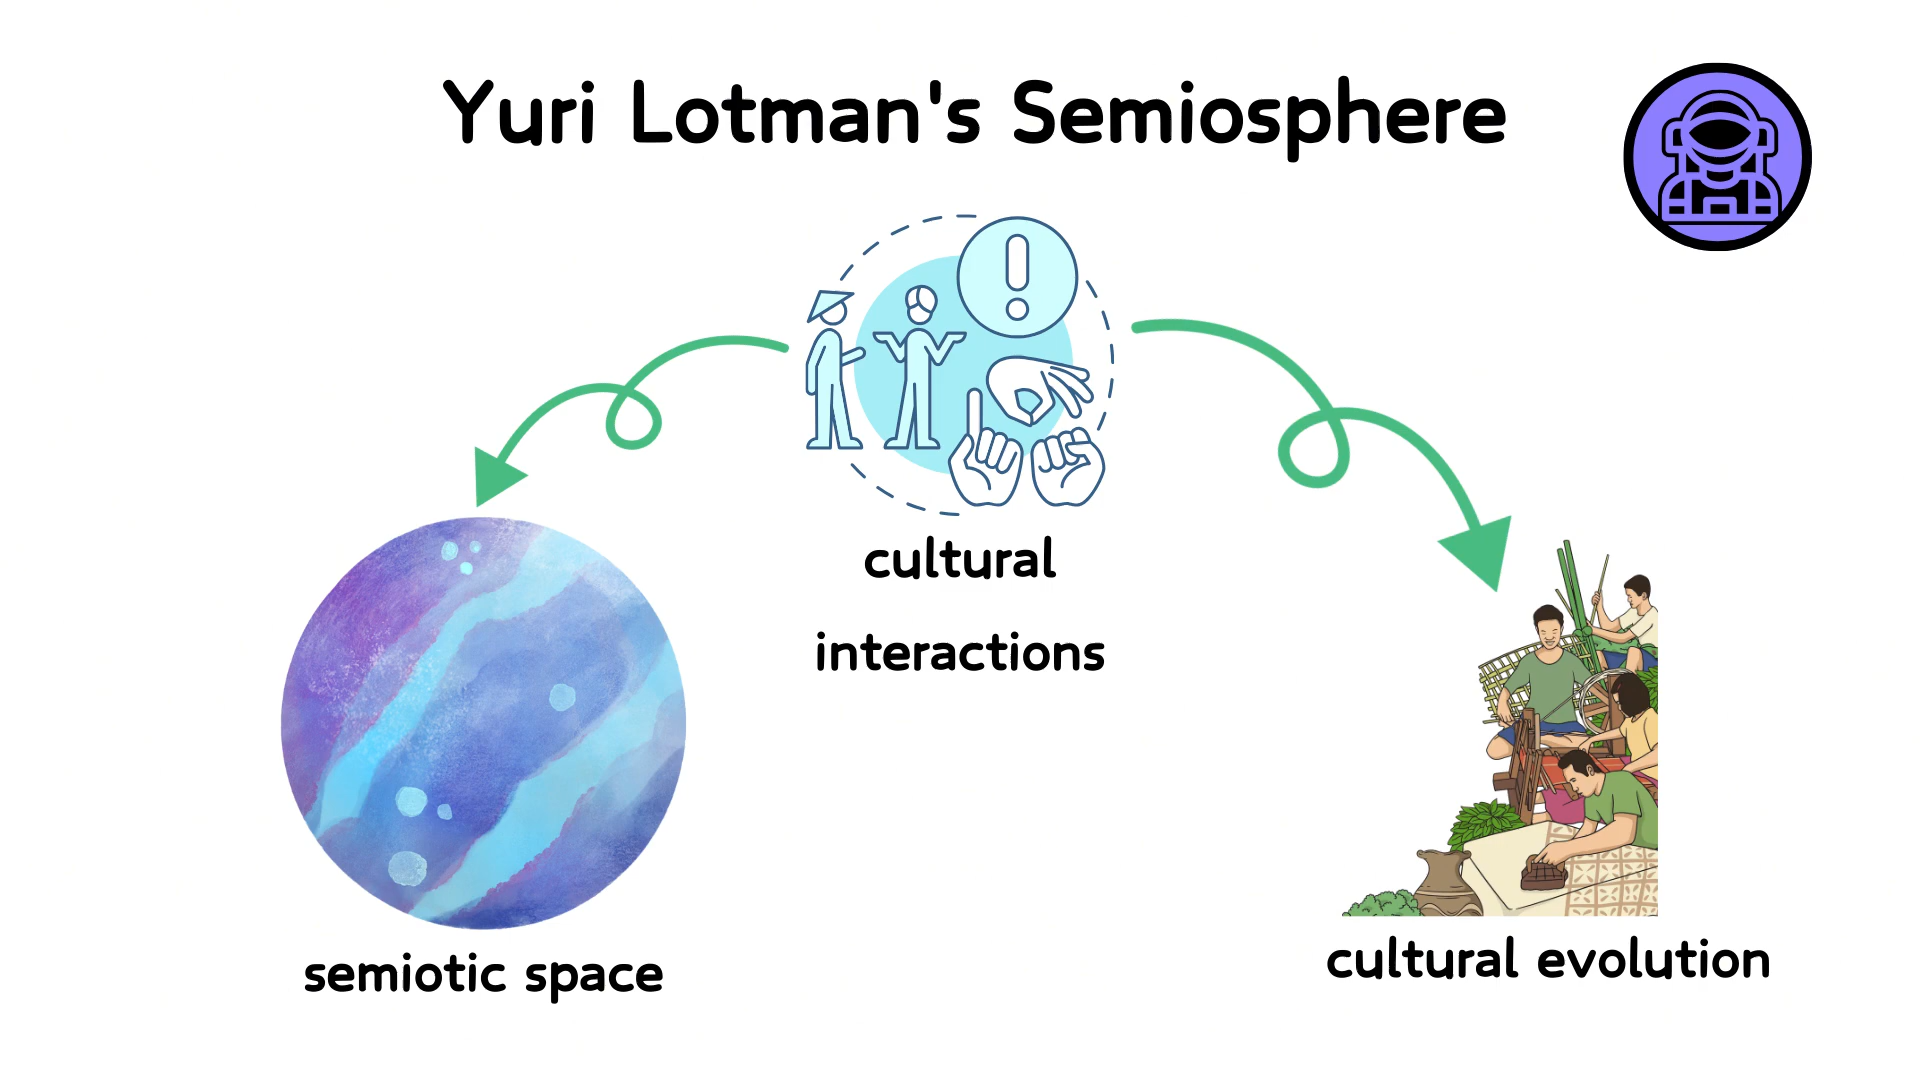 Yuri Lotman's Semiosphere
cultural
interactions
semiotic space
cultural evolution